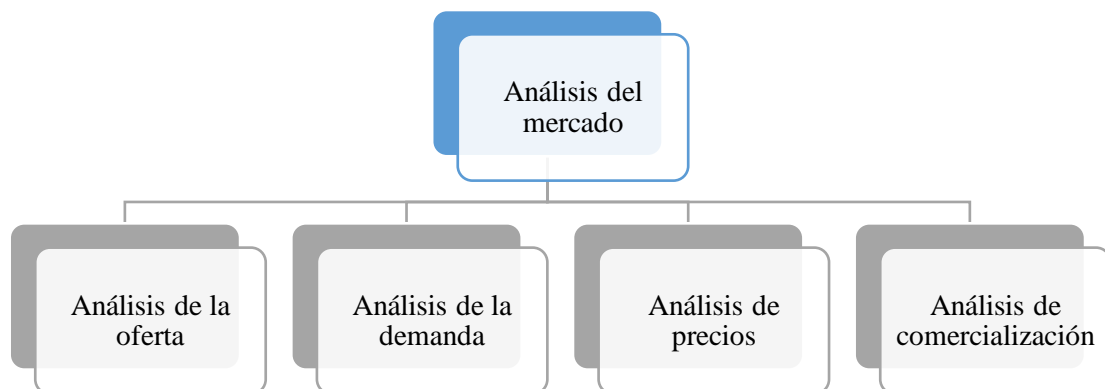 Análisis del
mercado
Análisis de la
oferta
Análisis de la
demanda
Análisis de
precios
Análisis de
comercialización